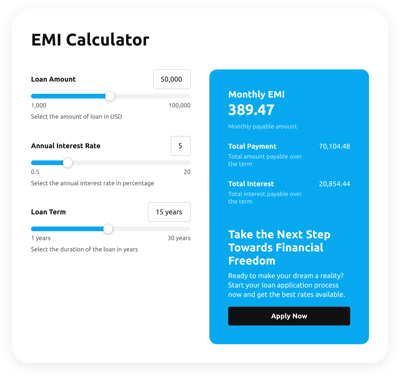 EMI Calculator
Loan Amount
50,000
1,000
100,000
Select the amount of loan in USD
Annual Interest Rate
5
0.5
20
Select the annual interest rate in percentage
Loan Term
15 years
1 years
30 years
Select the duration of the loan in years
Monthly EMI
389.47
Monthly payable amount
Total Payment
70,104.48
Total amount payable over
the term
Total Interest
20,854.44
Total interest payable over
the term
Take the Next Step
Towards Financial
Freedom
Ready to make your dream a reality?
Start your loan application process
now and get the best rates available.
Apply Now